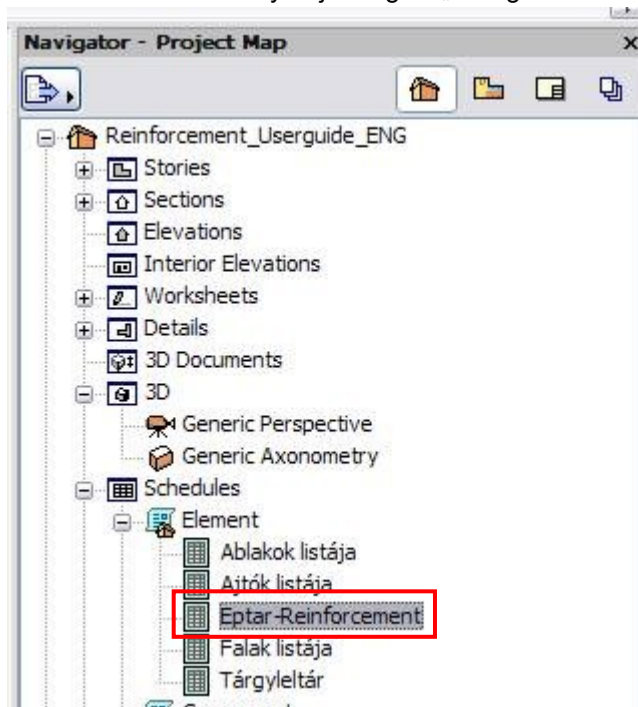 Navigator - Project Map
Reinforcement_Userguide_ENG
Stories
Sections
Elevations
Interior Elevations
Worksheets
Details
3D Documents
3D
Generic Perspective
Generic Axonometry
Schedules
Element
Ablakok listája
Ajtók listája
Eptar-Reinforcement
Falak listája
Tárgyleltár